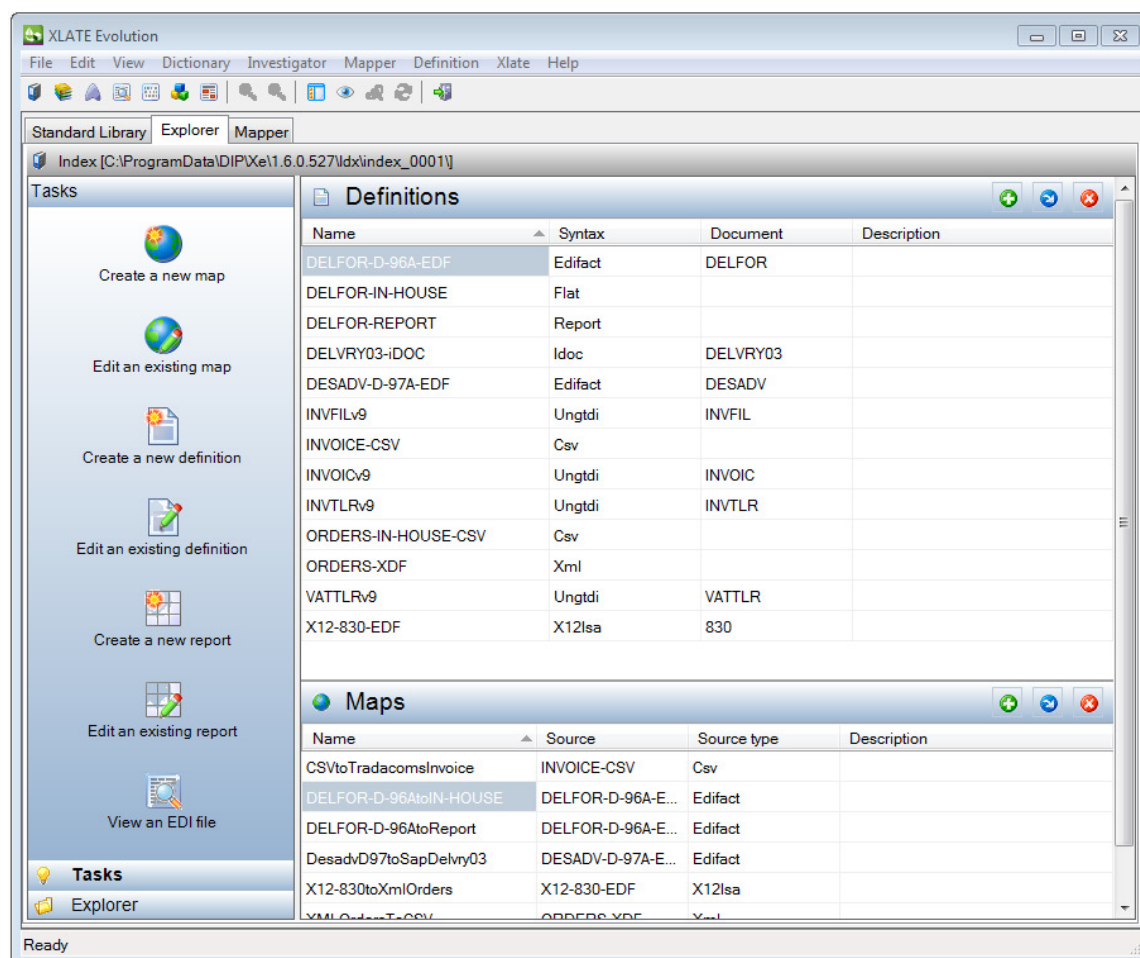 XLATE Evolution
File Edit View Dictionary Investigator Mapper Definition Xlate Help
Standard Library Explorer Mapper
Index [C:\ProgramData\DIP\Xe\1.6.0.527\Idx\index_0001\]
Tasks
Create a new map
Edit an existing map
Create a new definition
Edit an existing definition
Create a new report
Edit an existing report
View an EDI file
Tasks
Explorer
Definitions
Name Syntax Document Description
DELFOR-D-96A-EDF Edifact DELFOR
DELFOR-IN-HOUSE Flat
DELFOR-REPORT Report
DELVRY03-iDOC Idoc DELVRY03
DESADV-D-97A-EDF Edifact DESADV
INVFILv9 Ungtdi INVFIL
INVOICE-CSV Csv
INVOICv9 Ungtdi INVOIC
INVTLRv9 Ungtdi INVTLR
ORDERS-IN-HOUSE-CSV Csv
ORDERS-XDF Xml
VATTLRv9 Ungtdi VATTLR
X12-830-EDF X12Isa 830
Maps
Name Source Source type Description
CSVtoTradacomsInvoice INVOICE-CSV Csv
DELFOR-D-96AtoIN-HOUSE DELFOR-D-96A-E... Edifact
DELFOR-D-96AtoReport DELFOR-D-96A-E... Edifact
DesadvD97toSapDelvry03 DESADV-D-97A-E... Edifact
X12-830toXmlOrders X12-830-EDF X12Isa
XMLOrdersToCSV ORDERS-XDF Xml
Ready